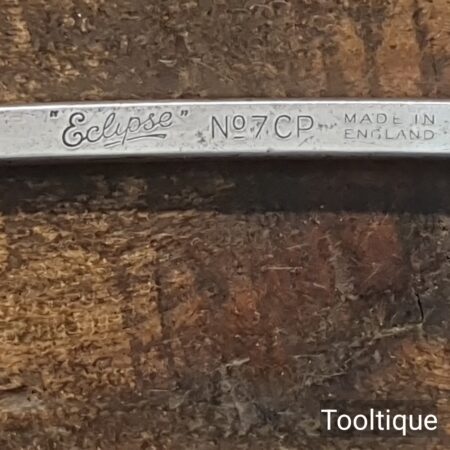 "Eclipse" Nº 7 CP MADE IN
ENGLAND
Tooltique